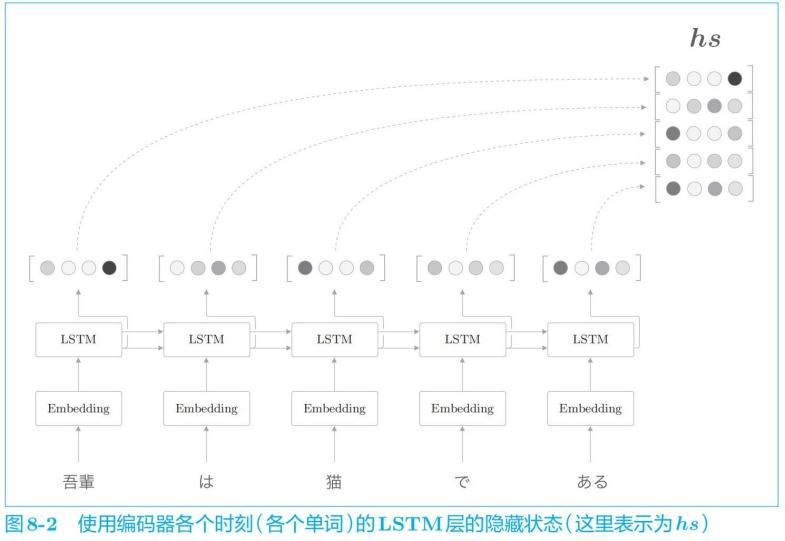 hs
LSTM LSTM LSTM LSTM LSTM
Embedding Embedding Embedding Embedding Embedding
吾輩 は 猫 で ある
图8-2 使用编码器各个时刻(各个单词)的LSTM层的隐藏状态(这里表示为hs)